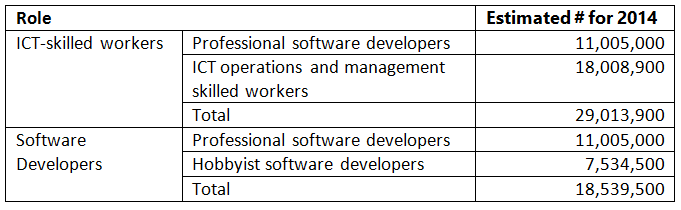 Role Estimated # for 2014
ICT-skilled workers Professional software developers 11,005,000
ICT operations and management 18,008,900
skilled workers
Total 29,013,900
Software Professional software developers 11,005,000
Developers Hobbyist software developers 7,534,500
Total 18,539,500